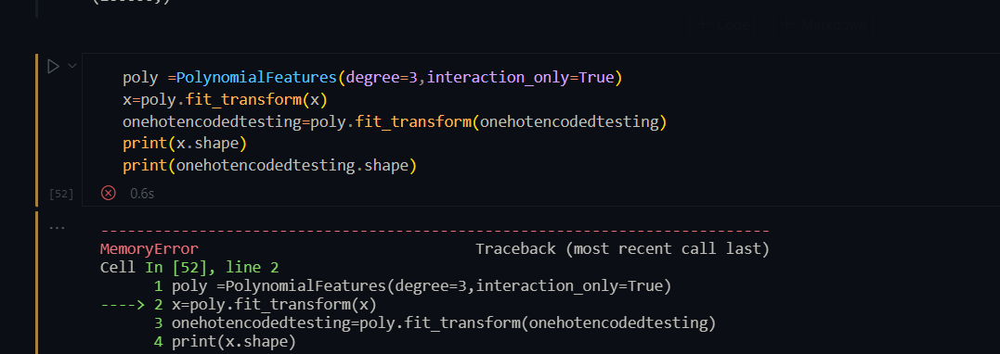 poly =PolynomialFeatures(degree=3,interaction_only=True)
x=poly.fit_transform(x)
onehotencodedtesting=poly.fit_transform(onehotencodedtesting)
print(x.shape)
print(onehotencodedtesting.shape)
[52] 0.6s
...
---------------------------------------------------------------------------
MemoryError Traceback (most recent call last)
Cell In [52], line 2
1 poly =PolynomialFeatures(degree=3,interaction_only=True)
----> 2 x=poly.fit_transform(x)
3 onehotencodedtesting=poly.fit_transform(onehotencodedtesting)
4 print(x.shape)